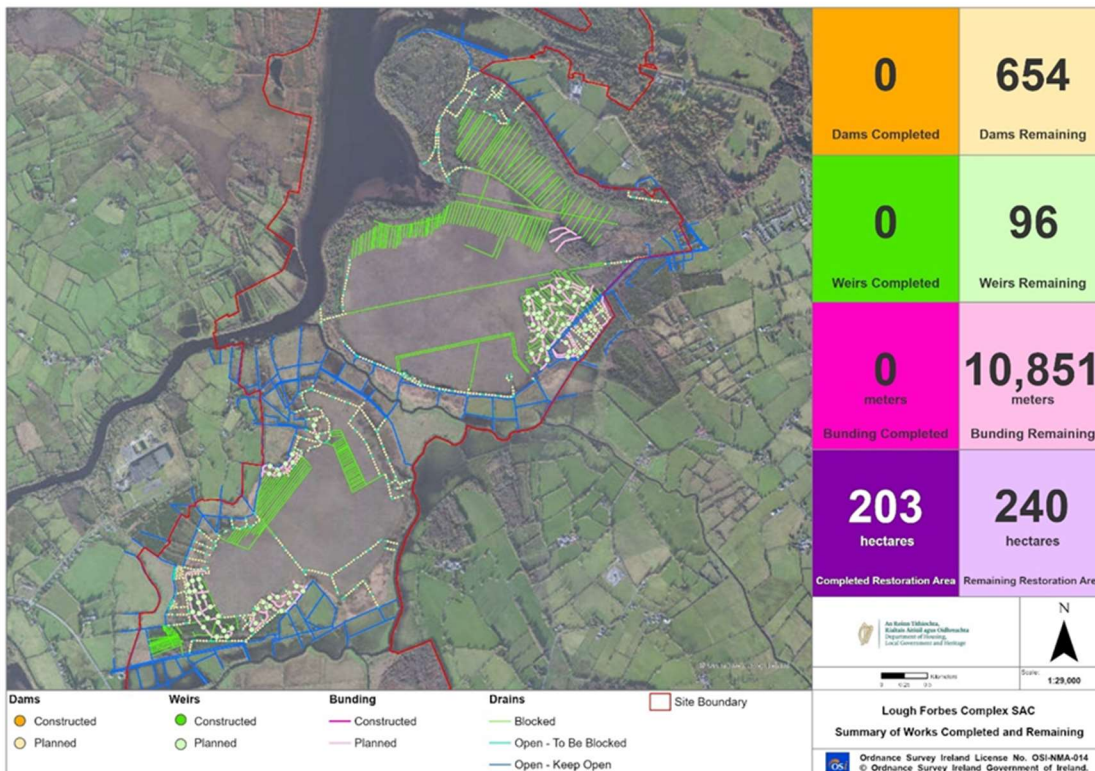 0
Dams Completed
654
Dams Remaining
0
Weirs Completed
96
Weirs Remaining
0
meters
Bunding Completed
10,851
meters
Bunding Remaining
203
hectares
Completed Restoration Area
240
hectares
Remaining Restoration Are
An Roinn Tithíochta,
Rialtais Áitiúil agus Oidhreachta
Department of Housing,
Local Government and Heritage
N
Kilometers
Scale:
1:29,000
Dams
Constructed
Planned
Weirs
Constructed
Planned
Bunding
Constructed
Planned
Drains
Blocked
Open - To Be Blocked
Open - Keep Open
Site Boundary
Lough Forbes Complex SAC
Summary of Works Completed and Remaining
OSi
Ordnance Survey Ireland License No. OSI-NMA-014
© Ordnance Survey Ireland Government of Ireland.